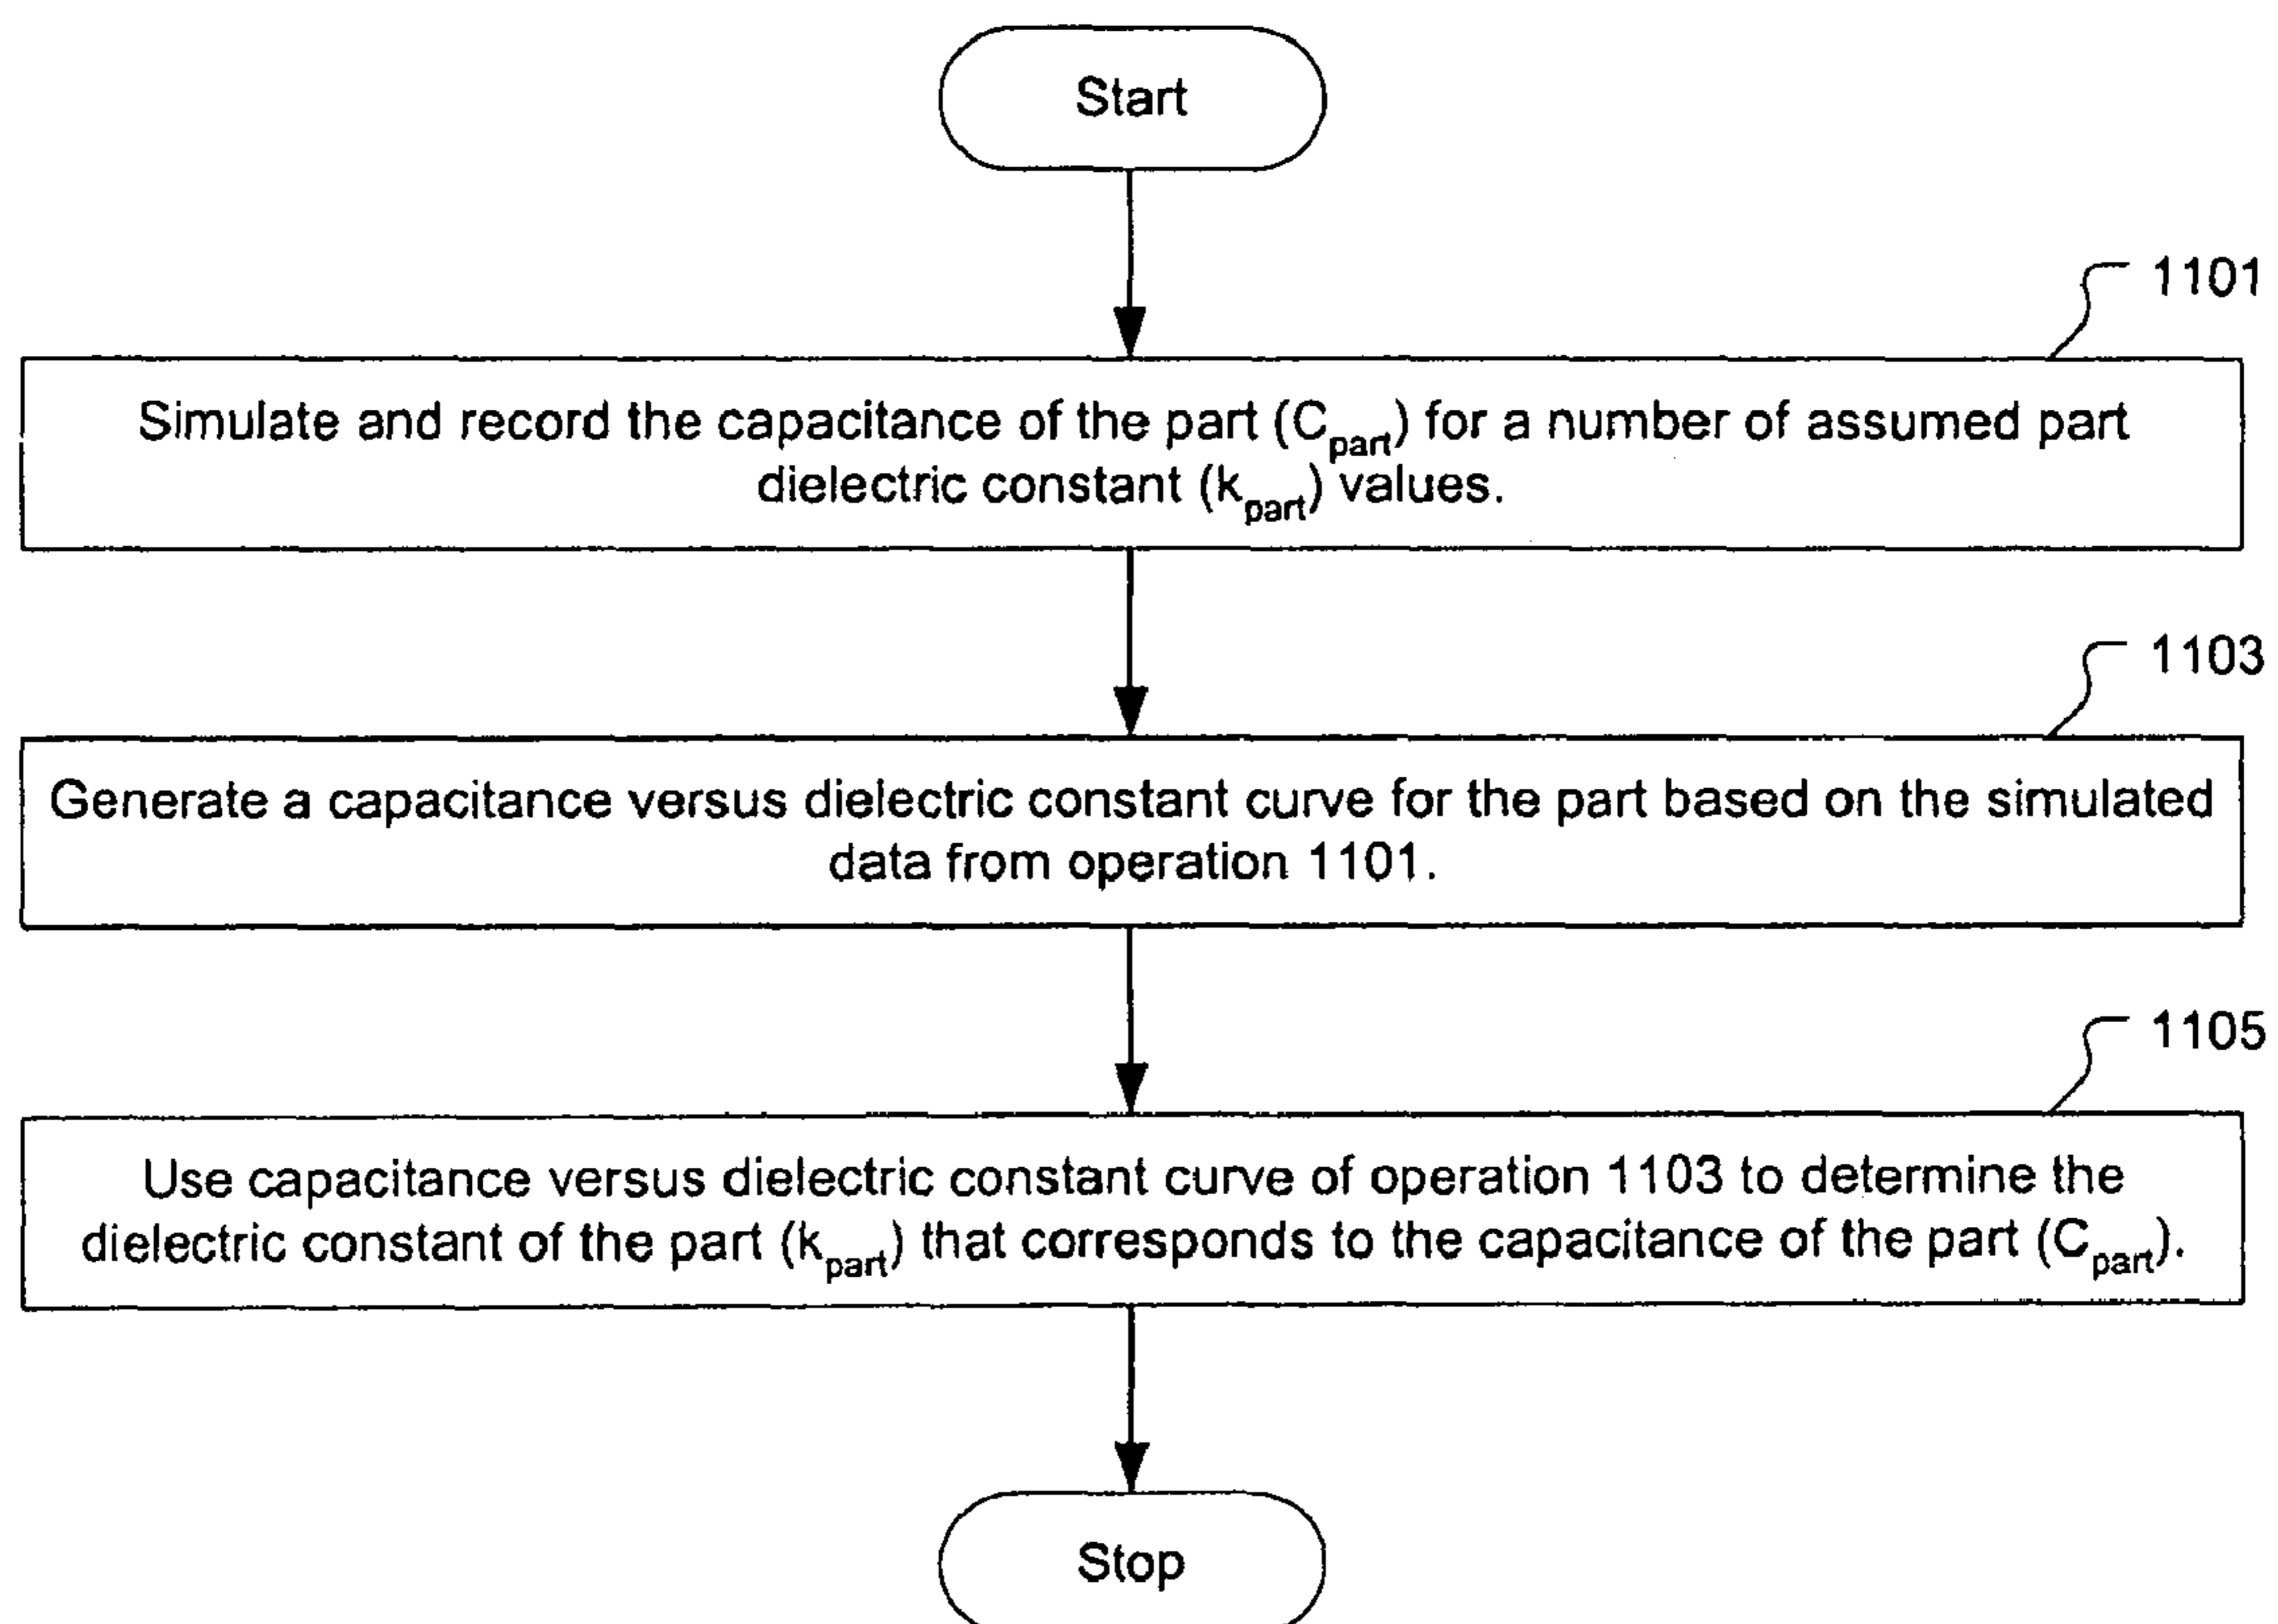 Start
1101
Simulate and record the capacitance of the part (Cpart) for a number of assumed part
dielectric constant (kpart) values.
1103
Generate a capacitance versus dielectric constant curve for the part based on the simulated
data from operation 1101.
1105
Use capacitance versus dielectric constant curve of operation 1103 to determine the
dielectric constant of the part (kpart) that corresponds to the capacitance of the part (Cpart).
Stop